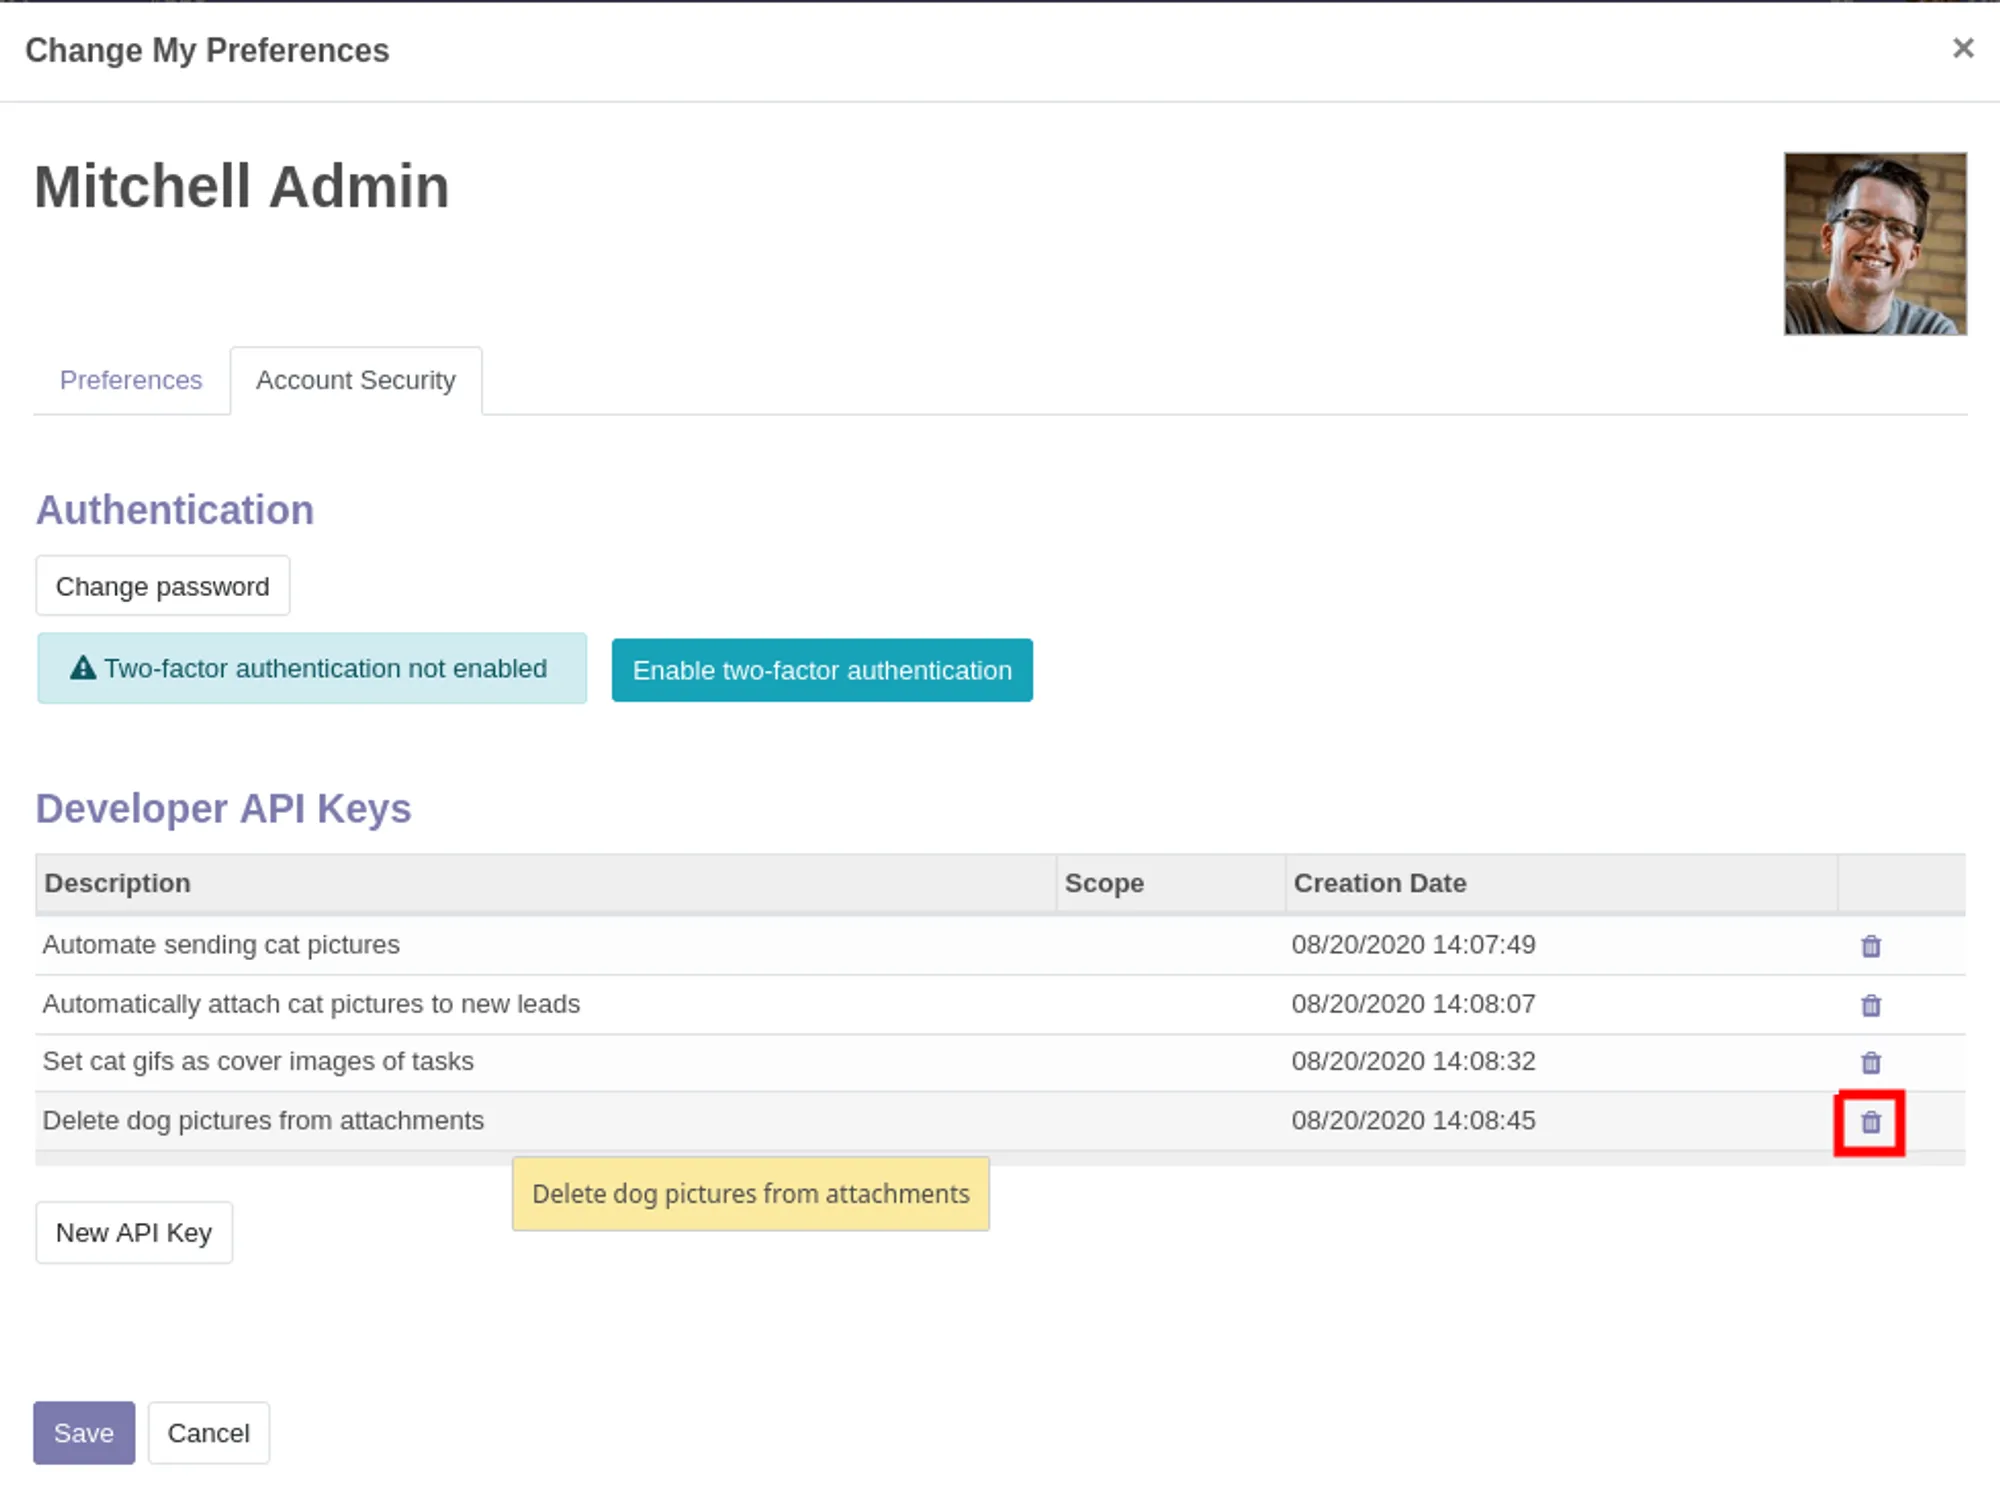 Change My Preferences ×
Mitchell Admin
Preferences Account Security
Authentication
Change password
Two-factor authentication not enabled Enable two-factor authentication
Developer API Keys
Description Scope Creation Date
Automate sending cat pictures 08/20/2020 14:07:49
Automatically attach cat pictures to new leads 08/20/2020 14:08:07
Set cat gifs as cover images of tasks 08/20/2020 14:08:32
Delete dog pictures from attachments 08/20/2020 14:08:45
Delete dog pictures from attachments
New API Key
Save Cancel